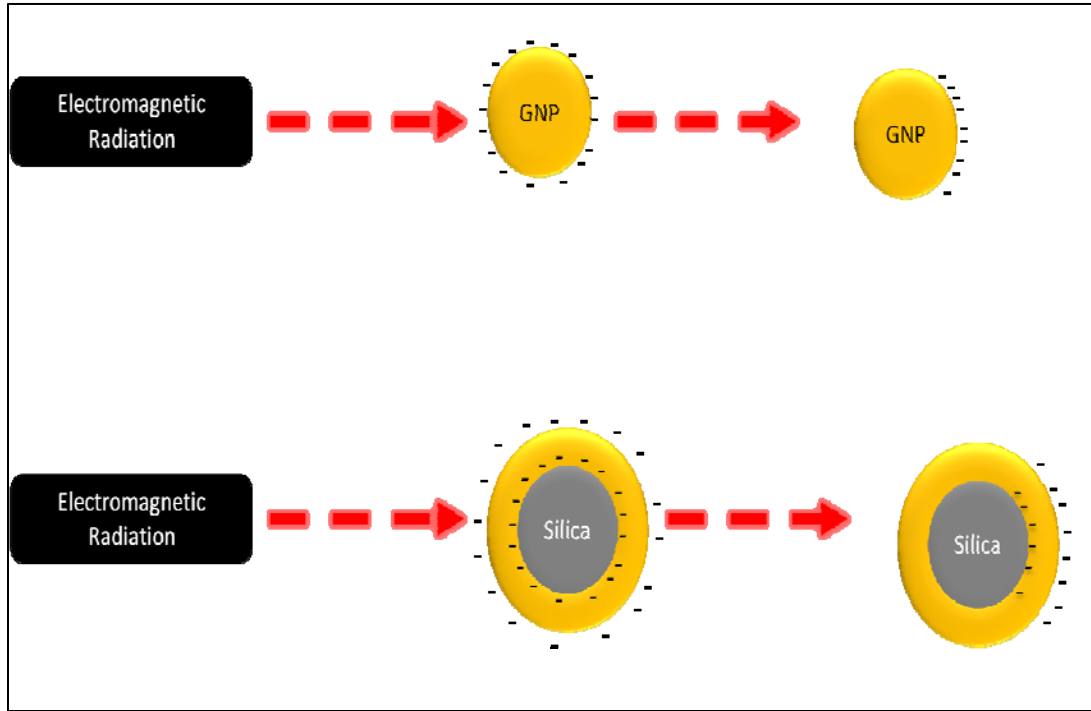 Electromagnetic
Radiation
GNP
GNP
Electromagnetic
Radiation
Silica
Silica